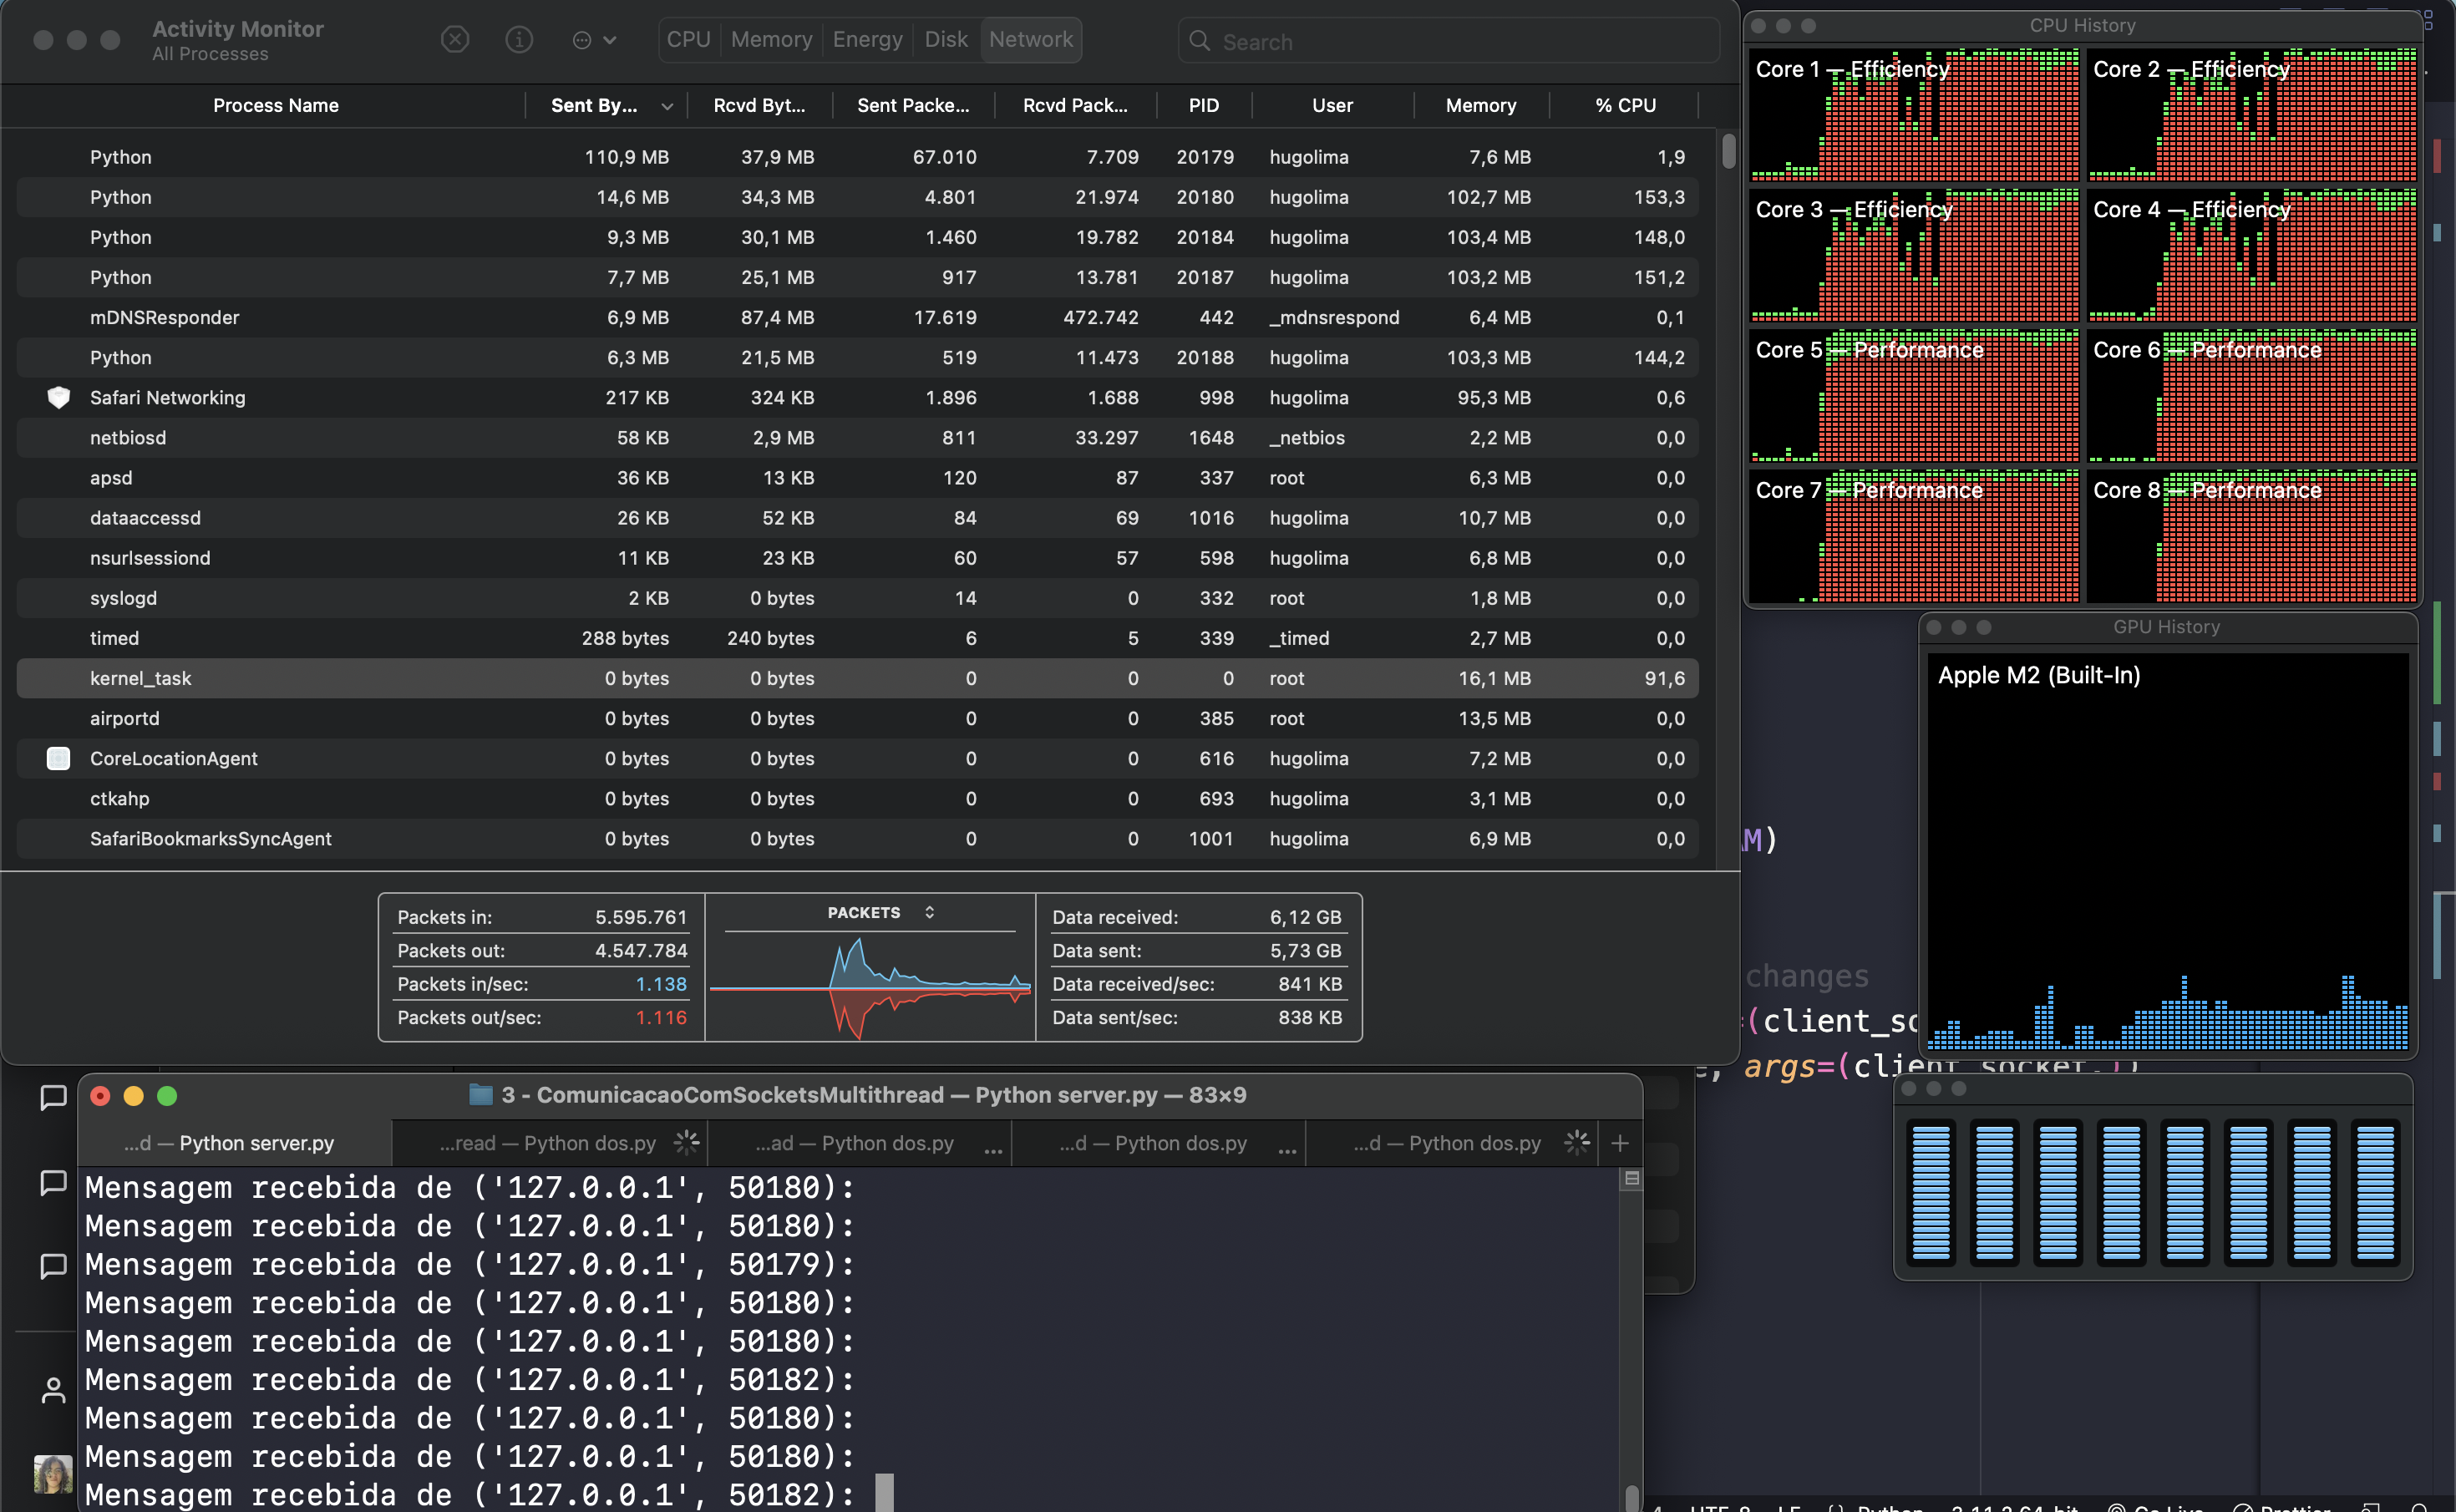 Activity Monitor
All Processes
CPU Memory Energy Disk Network
Search
Process Name Sent By... Rcvd Byt... Sent Packe... Rcvd Pack... PID User Memory % CPU
Python 110,9 MB 37,9 MB 67.010 7.709 20179 hugolima 7,6 MB 1,9
Python 14,6 MB 34,3 MB 4.801 21.974 20180 hugolima 102,7 MB 153,3
Python 9,3 MB 30,1 MB 1.460 19.782 20184 hugolima 103,4 MB 148,0
Python 7,7 MB 25,1 MB 917 13.781 20187 hugolima 103,2 MB 151,2
mDNSResponder 6,9 MB 87,4 MB 17.619 472.742 442 _mdnsrespond 6,4 MB 0,1
Python 6,3 MB 21,5 MB 519 11.473 20188 hugolima 103,3 MB 144,2
Safari Networking 217 KB 324 KB 1.896 1.688 998 hugolima 95,3 MB 0,6
netbiosd 58 KB 2,9 MB 811 33.297 1648 _netbios 2,2 MB 0,0
apsd 36 KB 13 KB 120 87 337 root 6,3 MB 0,0
dataaccessd 26 KB 52 KB 84 69 1016 hugolima 10,7 MB 0,0
nsurlsessiond 11 KB 23 KB 60 57 598 hugolima 6,8 MB 0,0
syslogd 2 KB 0 bytes 14 0 332 root 1,8 MB 0,0
timed 288 bytes 240 bytes 6 5 339 _timed 2,7 MB 0,0
kernel_task 0 bytes 0 bytes 0 0 0 root 16,1 MB 91,6
airportd 0 bytes 0 bytes 0 0 385 root 13,5 MB 0,0
CoreLocationAgent 0 bytes 0 bytes 0 0 616 hugolima 7,2 MB 0,0
ctkahp 0 bytes 0 bytes 0 0 693 hugolima 3,1 MB 0,0
SafariBookmarksSyncAgent 0 bytes 0 bytes 0 0 1001 hugolima 6,9 MB 0,0
Packets in: 5.595.761
Packets out: 4.547.784
Packets in/sec: 1.138
Packets out/sec: 1.116
PACKETS
Data received: 6,12 GB
Data sent: 5,73 GB
Data received/sec: 841 KB
Data sent/sec: 838 KB
CPU History
Core 1 — Efficiency
Core 2 — Efficiency
Core 3 — Efficiency
Core 4 — Efficiency
Core 5 — Performance
Core 6 — Performance
Core 7 — Performance
Core 8 — Performance
GPU History
Apple M2 (Built-In)
M)
changes
=(client_so
, args=(client_socket,))
3 - ComunicacaoComSocketsMultithread — Python server.py — 83×9
...d — Python server.py ...read — Python dos.py ...ad — Python dos.py ... ...d — Python dos.py ... ...d — Python dos.py +
Mensagem recebida de ('127.0.0.1', 50180):
Mensagem recebida de ('127.0.0.1', 50180):
Mensagem recebida de ('127.0.0.1', 50179):
Mensagem recebida de ('127.0.0.1', 50180):
Mensagem recebida de ('127.0.0.1', 50180):
Mensagem recebida de ('127.0.0.1', 50182):
Mensagem recebida de ('127.0.0.1', 50180):
Mensagem recebida de ('127.0.0.1', 50180):
Mensagem recebida de ('127.0.0.1', 50182):
UTF-8 LF Python 3.11.2 64-bit Go Live Prettier